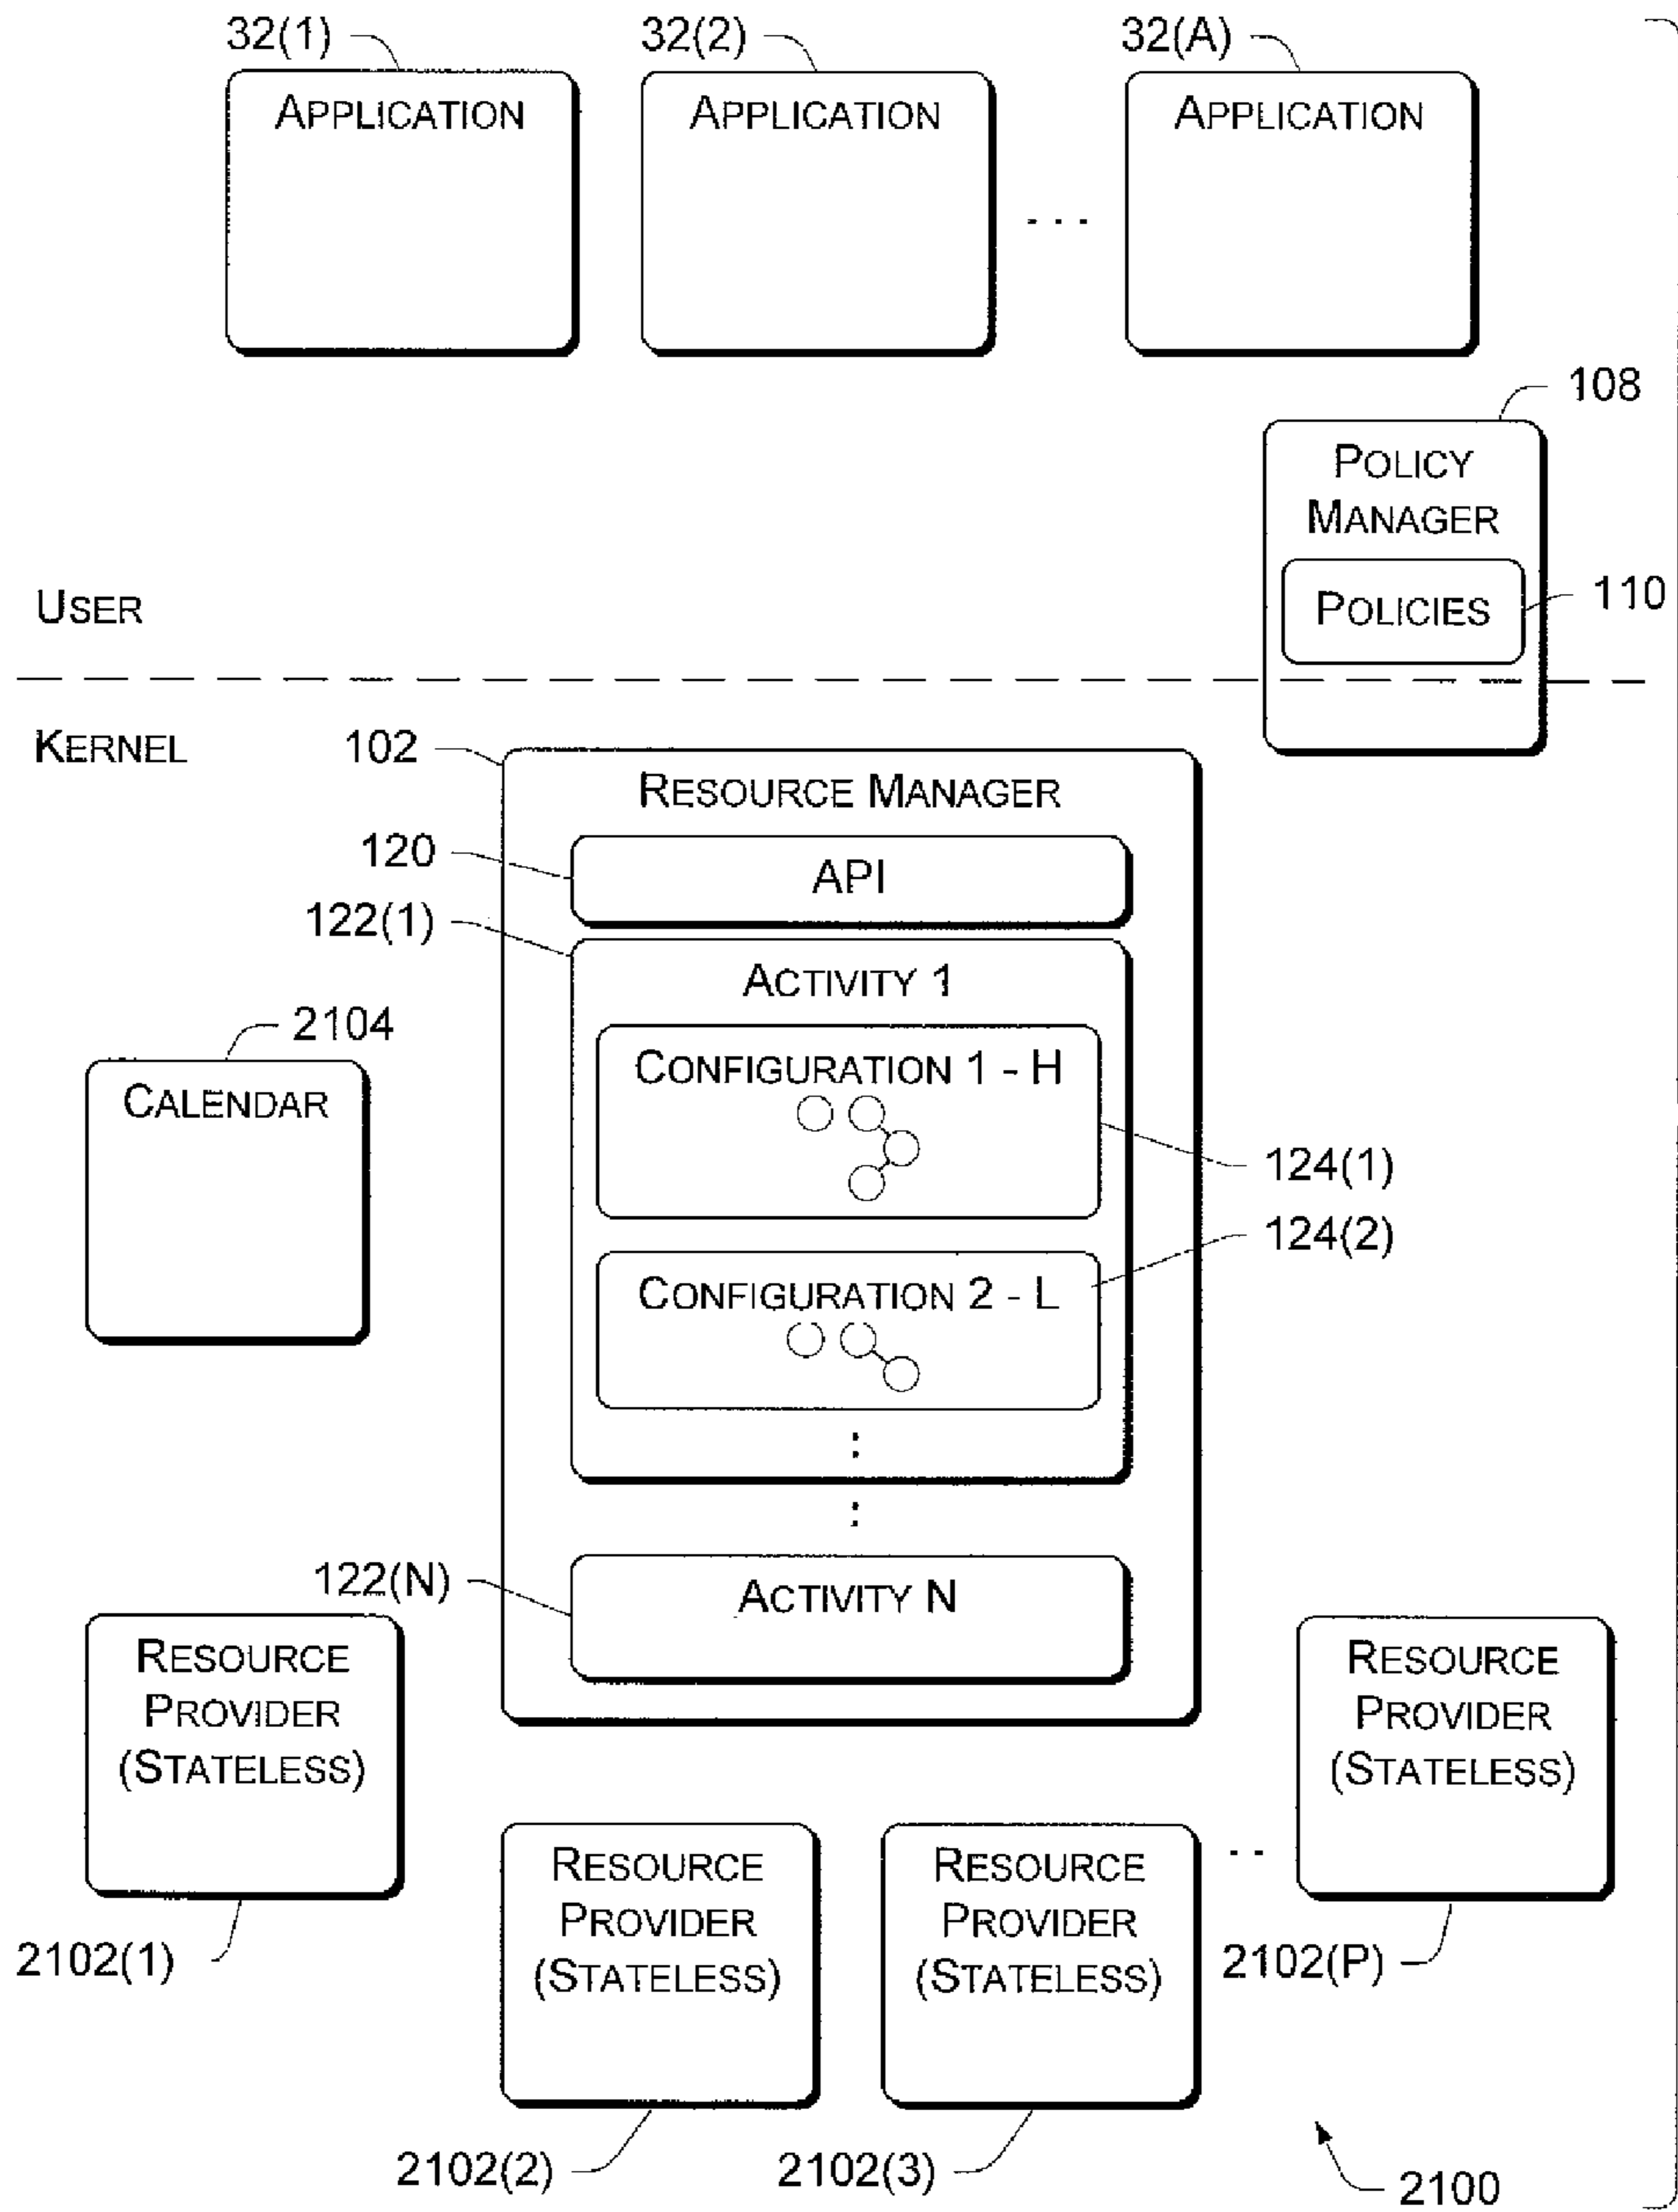 32(1) 32(2) 32(A)
APPLICATION APPLICATION APPLICATION
. . .
108
POLICY
MANAGER
POLICIES
110
USER
KERNEL
102
RESOURCE MANAGER
120
API
122(1)
ACTIVITY 1
2104
CALENDAR
CONFIGURATION 1 - H
124(1)
124(2)
CONFIGURATION 2 - L
122(N)
ACTIVITY N
RESOURCE
PROVIDER
(STATELESS)
2102(1)
RESOURCE
PROVIDER
(STATELESS)
2102(2)
RESOURCE
PROVIDER
(STATELESS)
2102(3)
RESOURCE
PROVIDER
(STATELESS)
2102(P)
2100